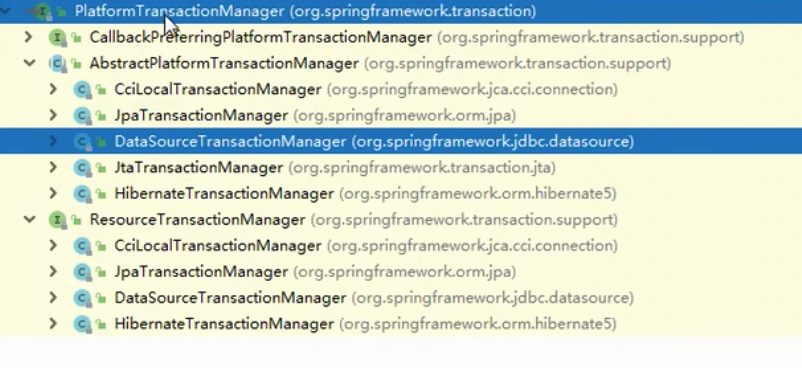 PlatformTransactionManager (org.springframework.transaction)
CallbackPreferringPlatformTransactionManager (org.springframework.transaction.support)
AbstractPlatformTransactionManager (org.springframework.transaction.support)
CciLocalTransactionManager (org.springframework.jca.cci.connection)
JpaTransactionManager (org.springframework.orm.jpa)
DataSourceTransactionManager (org.springframework.jdbc.datasource)
JtaTransactionManager (org.springframework.transaction.jta)
HibernateTransactionManager (org.springframework.orm.hibernate5)
ResourceTransactionManager (org.springframework.transaction.support)
CciLocalTransactionManager (org.springframework.jca.cci.connection)
JpaTransactionManager (org.springframework.orm.jpa)
DataSourceTransactionManager (org.springframework.jdbc.datasource)
HibernateTransactionManager (org.springframework.orm.hibernate5)